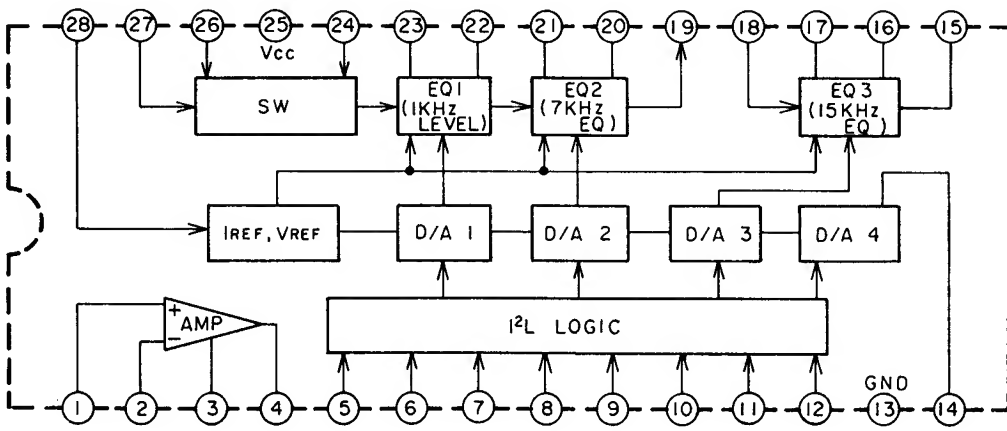 28 27 26 25 24 23 22 21 20 19 18 17 16 15
Vcc
SW
EQ1
(1KHz
LEVEL)
EQ2
(7KHz
EQ)
EQ3
(15KHz
EQ)
IREF, VREF
D/A 1
D/A 2
D/A 3
D/A 4
+
AMP
−
I²L LOGIC
GND
1 2 3 4 5 6 7 8 9 10 11 12 13 14